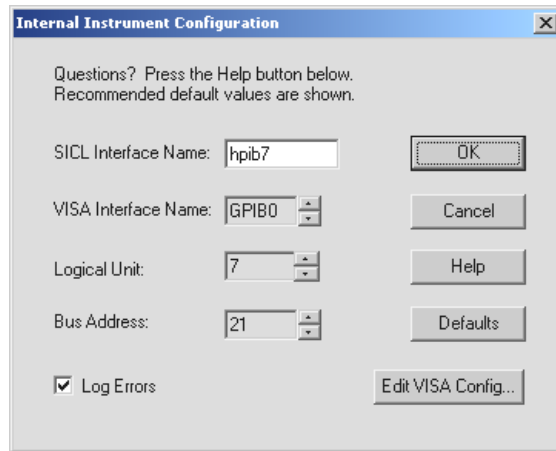 Internal Instrument Configuration
Questions? Press the Help button below.
Recommended default values are shown.
SICL Interface Name: hpib7 OK
VISA Interface Name: GPIB0 Cancel
Logical Unit: 7 Help
Bus Address: 21 Defaults
Log Errors Edit VISA Config...